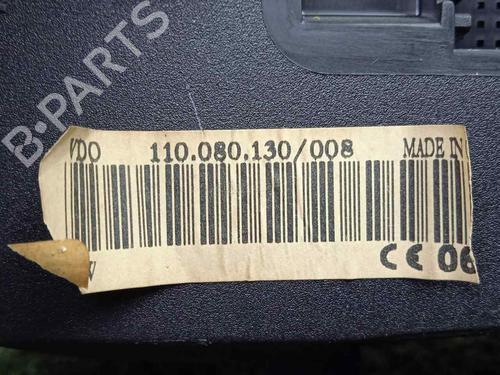 B-PARTS
VDO 110.080.130/008 MADE IN
CE 06